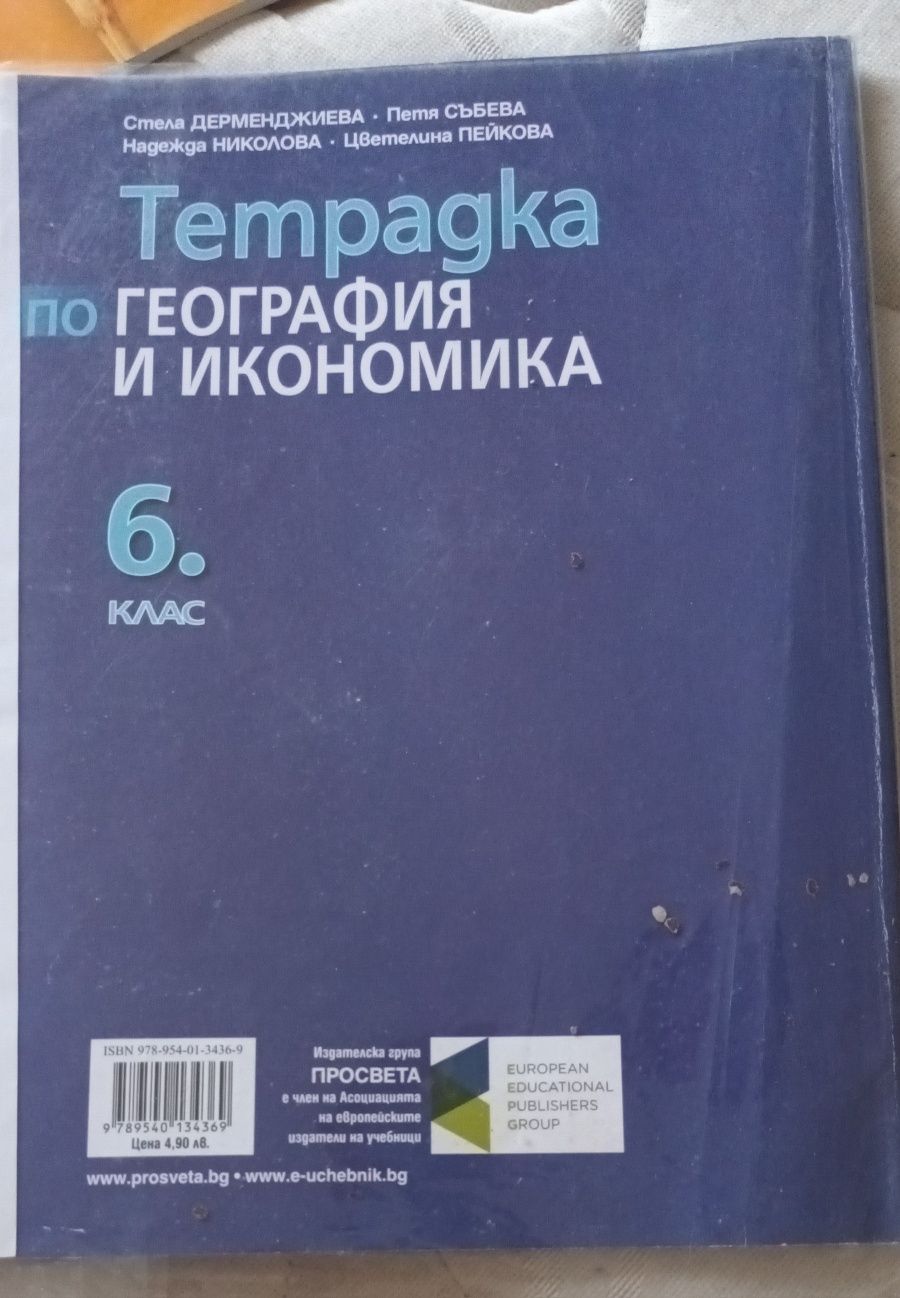 Стела ДЕРМЕНДЖИЕВА · Петя СЪБЕВА
Надежда НИКОЛОВА · Цветелина ПЕЙКОВА
Тетрадка
по ГЕОГРАФИЯ
И ИКОНОМИКА
6.
КЛАС
ISBN 978-954-01-3436-9
9 789540 134369
Цена 4,90 лв.
Издателска група
ПРОСВЕТА
е член на Асоциацията
на европейските
издатели на учебници
EUROPEAN
EDUCATIONAL
PUBLISHERS
GROUP
www.prosveta.bg • www.e-uchebnik.bg